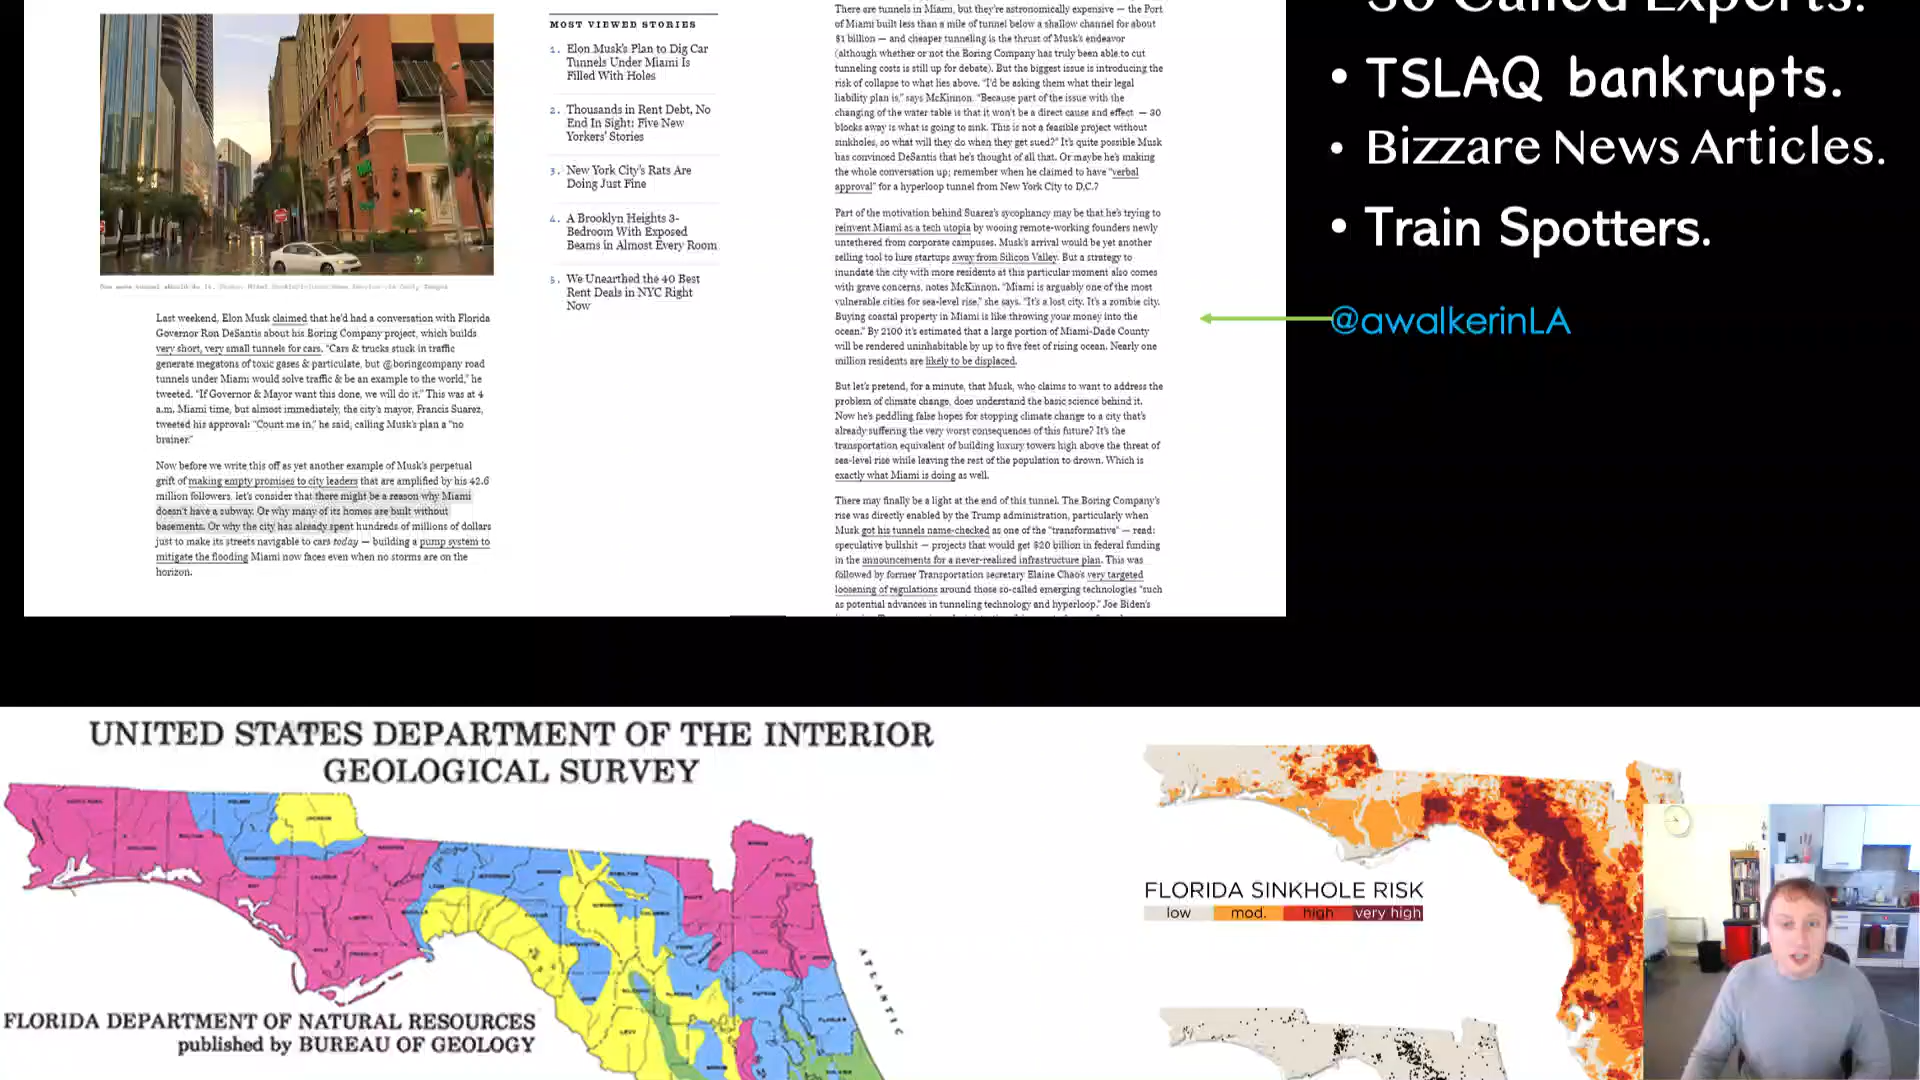 MOST VIEWED STORIES
1. Elon Musk's Plan to Dig Car
Tunnels Under Miami Is
Filled With Holes
2. Thousands in Rent Debt, No
End In Sight: Five New
Yorkers' Stories
3. New York City's Rats Are
Doing Just Fine
4. A Brooklyn Heights 3-
Bedroom With Exposed
Beams in Almost Every Room
5. We Unearthed the 40 Best
Rent Deals in NYC Right
Now
Last weekend, Elon Musk claimed that he'd had a conversation with Florida
Governor Ron DeSantis about his Boring Company project, which builds
very short, very small tunnels for cars. "Cars & trucks stuck in traffic
generate megatons of toxic gases & particulate, but @boringcompany road
tunnels under Miami would solve traffic & be an example to the world," he
tweeted. "If Governor & Mayor want this done, we will do it." This was at 4
a.m. Miami time, but almost immediately, the city's mayor, Francis Suarez,
tweeted his approval: "Count me in," he said, calling Musk's plan a "no
brainer."
Now before we write this off as yet another example of Musk's perpetual
grift of making empty promises to city leaders that are amplified by his 42.6
million followers, let's consider that there might be a reason why Miami
doesn't have a subway. Or why many of its homes are built without
basements. Or why the city has already spent hundreds of millions of dollars
just to make its streets navigable to cars today — building a pump system to
mitigate the flooding Miami now faces even when no storms are on the
horizon.
There are tunnels in Miami, but they're astronomically expensive — the Port
of Miami built less than a mile of tunnel below a shallow channel for about
$1 billion — and cheaper tunneling is the thrust of Musk's endeavor
(although whether or not the Boring Company has truly been able to cut
tunneling costs is still up for debate). But the biggest issue is introducing the
risk of collapse to what lies above. "I'd be asking them what their legal
liability plan is," says McKinnon. "Because part of the issue with the
changing of the water table is that it won't be a direct cause and effect — 30
blocks away is what is going to sink. This is not a feasible project without
sinkholes, so what will they do when they get sued?" It's quite possible Musk
has convinced DeSantis that he's thought of all that. Or maybe he's making
the whole conversation up; remember when he claimed to have "verbal
approval" for a hyperloop tunnel from New York City to D.C.?
Part of the motivation behind Suarez's sycophancy may be that he's trying to
reinvent Miami as a tech utopia by wooing remote-working founders newly
untethered from corporate campuses. Musk's arrival would be yet another
selling tool to lure startups away from Silicon Valley. But a strategy to
inundate the city with more residents at this particular moment also comes
with grave concerns, notes McKinnon. "Miami is arguably one of the most
vulnerable cities for sea-level rise," she says. "It's a lost city. It's a zombie city.
Buying coastal property in Miami is like throwing your money into the
ocean." By 2100 it's estimated that a large portion of Miami-Dade County
will be rendered uninhabitable by up to five feet of rising ocean. Nearly one
million residents are likely to be displaced.
But let's pretend, for a minute, that Musk, who claims to want to address the
problem of climate change, does understand the basic science behind it.
Now he's peddling false hopes for stopping climate change to a city that's
already suffering the very worst consequences of this future? It's the
transportation equivalent of building luxury towers high above the threat of
sea-level rise while leaving the rest of the population to drown. Which is
exactly what Miami is doing as well.
There may finally be a light at the end of this tunnel. The Boring Company's
rise was directly enabled by the Trump administration, particularly when
Musk got his tunnels name-checked as one of the "transformative" — read:
speculative bullshit — projects that would get $20 billion in federal funding
in the announcements for a never-realized infrastructure plan. This was
followed by former Transportation secretary Elaine Chao's very targeted
loosening of regulations around those so-called emerging technologies "such
as potential advances in tunneling technology and hyperloop." Joe Biden's
So Called Experts.
• TSLAQ bankrupts.
• Bizzare News Articles.
• Train Spotters.
@awalkerinLA
UNITED STATES DEPARTMENT OF THE INTERIOR
GEOLOGICAL SURVEY
FLORIDA DEPARTMENT OF NATURAL RESOURCES
published by BUREAU OF GEOLOGY
ATLANTIC
LEVY
FLORIDA SINKHOLE RISK
low mod. high very high